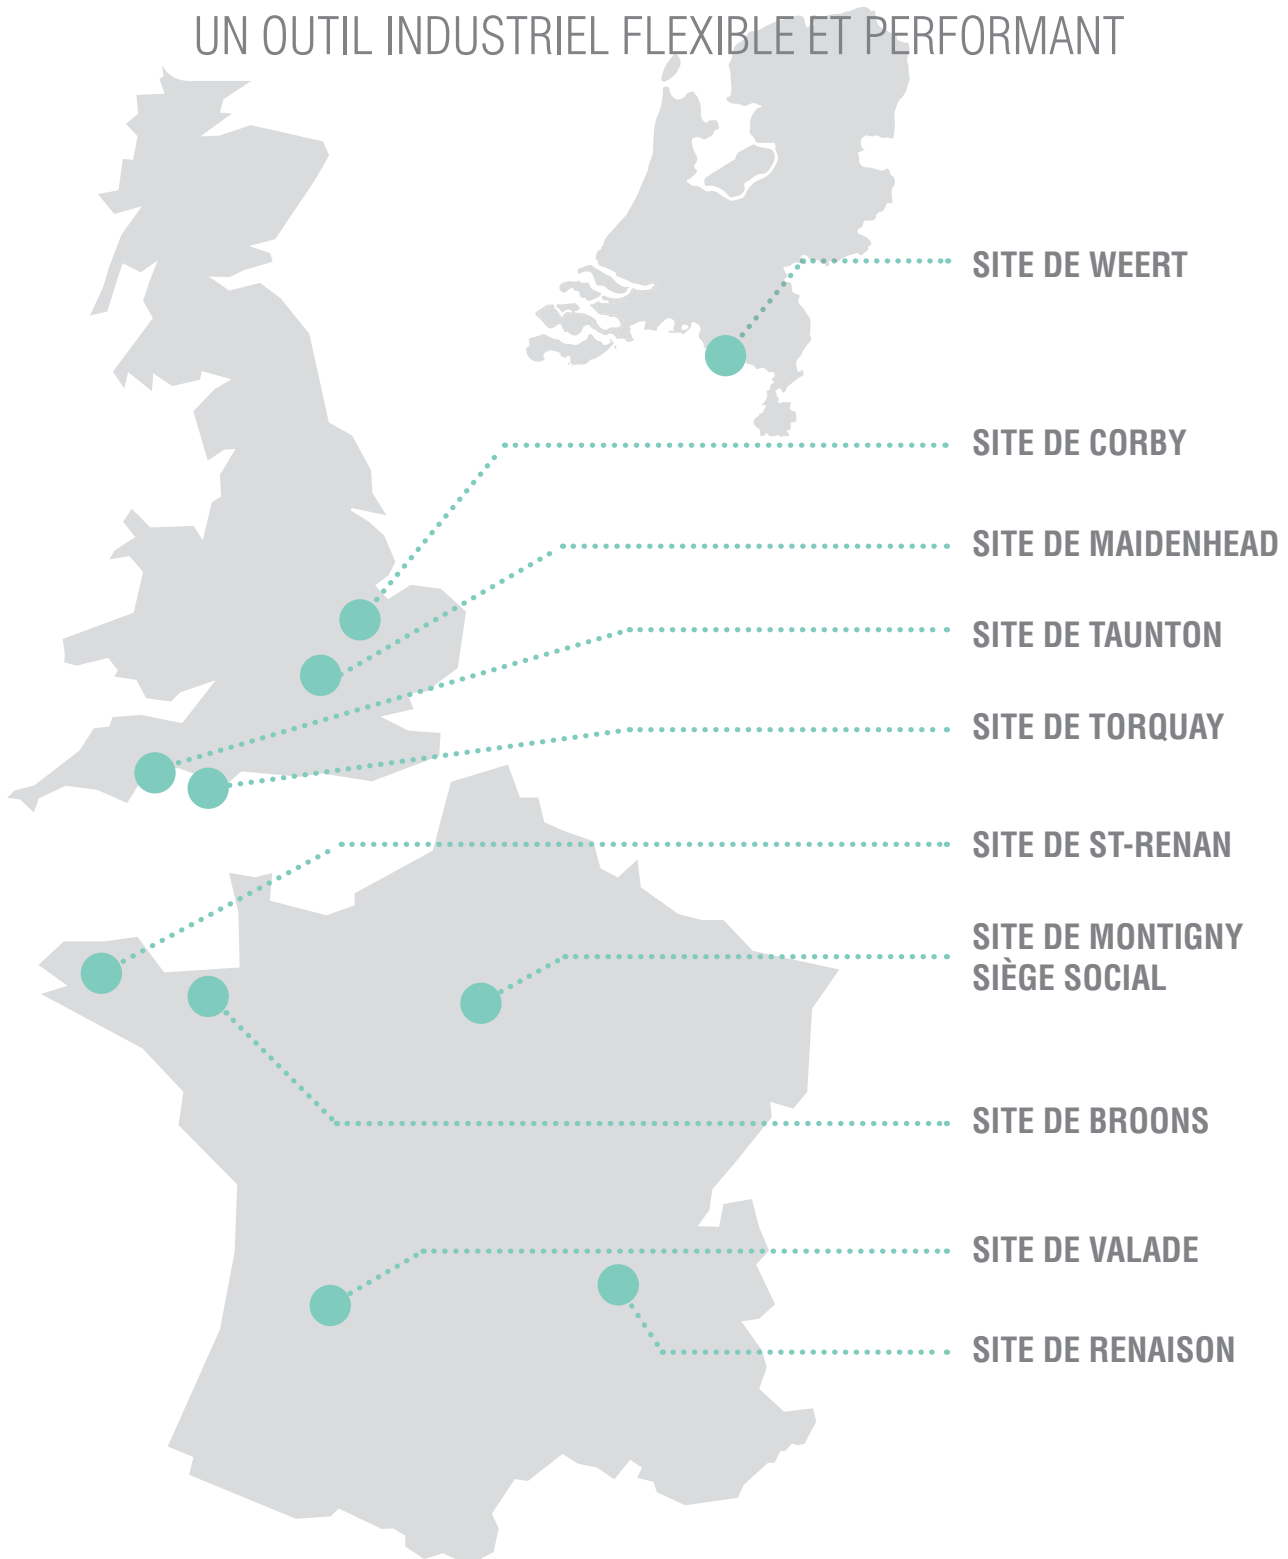 UN OUTIL INDUSTRIEL FLEXIBLE ET PERFORMANT
SITE DE WEERT
SITE DE CORBY
SITE DE MAIDENHEAD
SITE DE TAUNTON
SITE DE TORQUAY
SITE DE ST-RENAN
SITE DE MONTIGNY
SIÈGE SOCIAL
SITE DE BROONS
SITE DE VALADE
SITE DE RENAISON